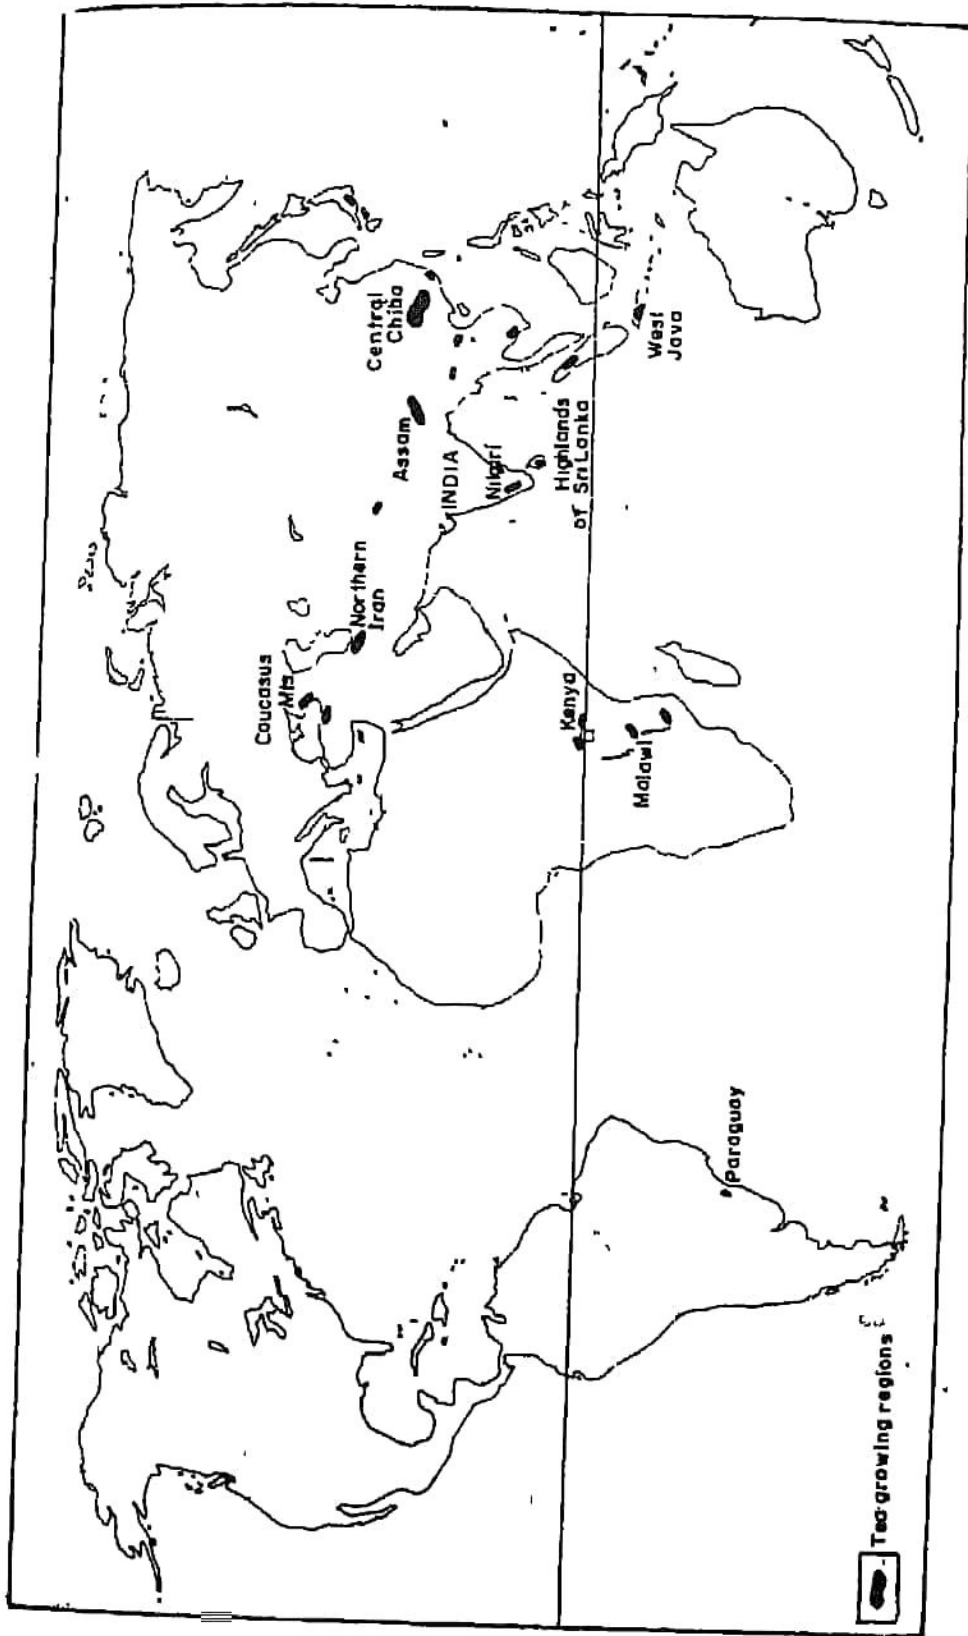 Caucasus
Mts.
Northern
Iran
Assam
Central
Chiba
INDIA
Nilgiri
Highlands
of Sri Lanka
West
Java
Kenya
Malawi
Paraguay
Tea-growing regions